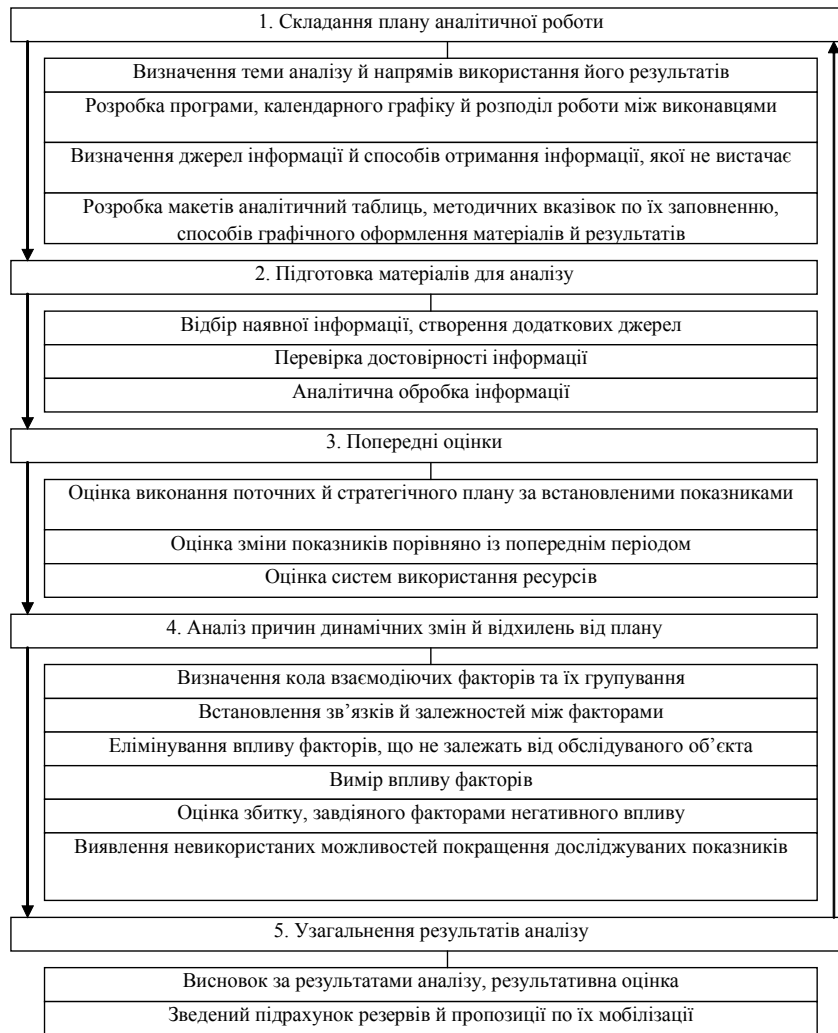 1. Складання плану аналітичної роботи
Визначення теми аналізу й напрямів використання його результатів
Розробка програми, календарного графіку й розподіл роботи між виконавцями
Визначення джерел інформації й способів отримання інформації, якої не вистачає
Розробка макетів аналітичний таблиць, методичних вказівок по їх заповненню,
способів графічного оформлення матеріалів й результатів
2. Підготовка матеріалів для аналізу
Відбір наявної інформації, створення додаткових джерел
Перевірка достовірності інформації
Аналітична обробка інформації
3. Попередні оцінки
Оцінка виконання поточних й стратегічного плану за встановленими показниками
Оцінка зміни показників порівняно із попереднім періодом
Оцінка систем використання ресурсів
4. Аналіз причин динамічних змін й відхилень від плану
Визначення кола взаємодіючих факторів та їх групування
Встановлення зв’язків й залежностей між факторами
Елімінування впливу факторів, що не залежать від обслідуваного об’єкта
Вимір впливу факторів
Оцінка збитку, завдіяного факторами негативного впливу
Виявлення невикористаних можливостей покращення досліджуваних показників
5. Узагальнення результатів аналізу
Висновок за результатами аналізу, результативна оцінка
Зведений підрахунок резервів й пропозиції по їх мобілізації